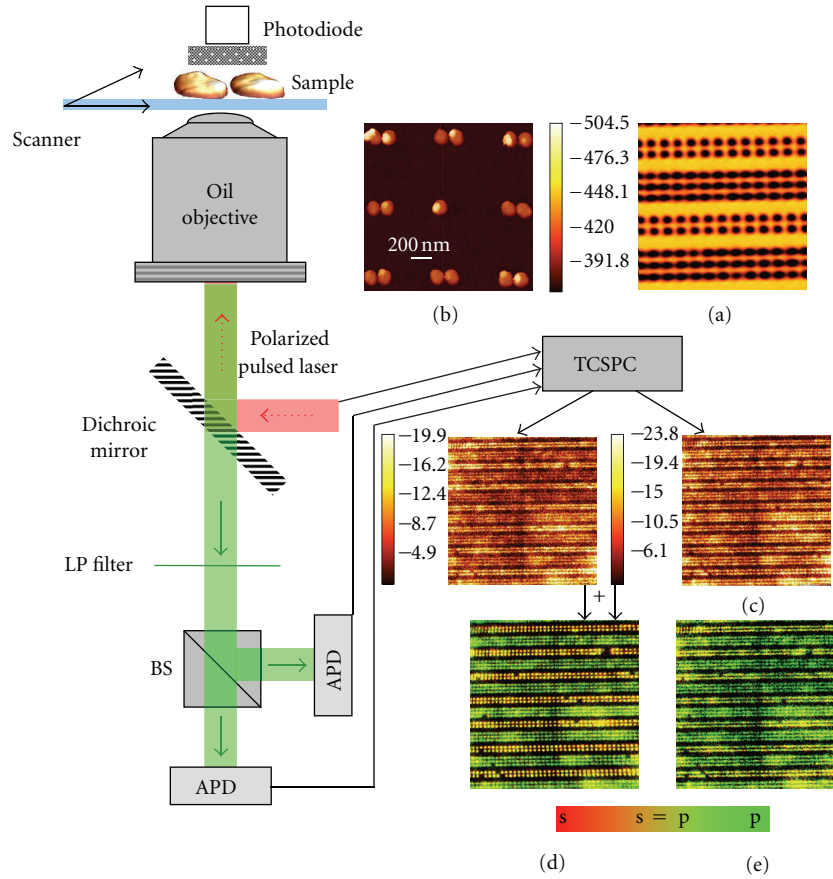 Photodiode
Sample
Scanner
Oil
objective
200 nm
(b)
−504.5
−476.3
−448.1
−420
−391.8
(a)
Polarized
pulsed laser
TCSPC
Dichroic
mirror
−19.9
−16.2
−12.4
−8.7
−4.9
−23.8
−19.4
−15
−10.5
−6.1
LP filter
+
(c)
BS
APD
APD
s
s = p
p
(d)
(e)